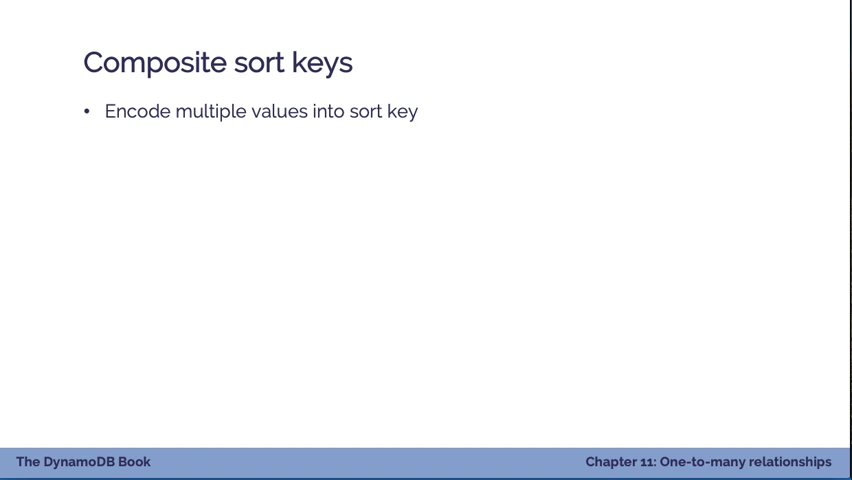 Composite sort keys
• Encode multiple values into sort key
The DynamoDB Book
Chapter 11: One-to-many relationships